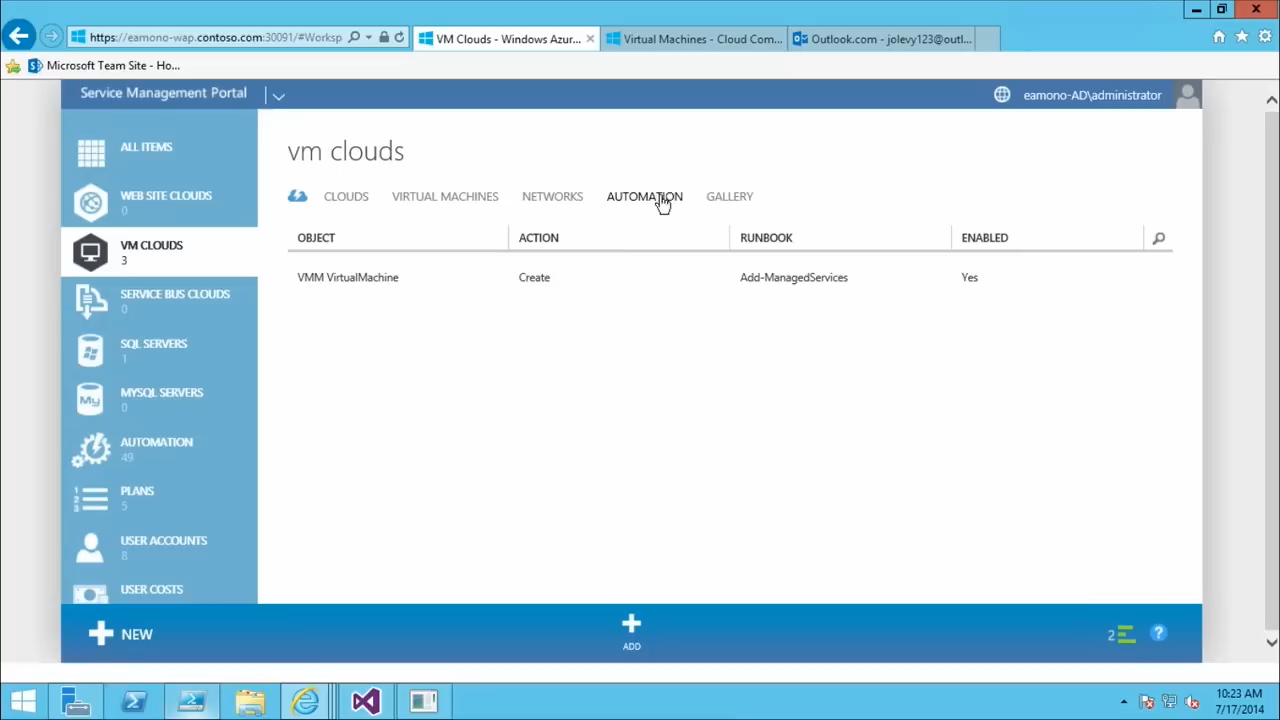 https://eamono-wap.contoso.com:30091/#Worksp
VM Clouds - Windows Azur...
Virtual Machines - Cloud Com...
Outlook.com - jolevy123@outl...
Microsoft Team Site - Ho...
Service Management Portal
eamono-AD\administrator
ALL ITEMS
WEB SITE CLOUDS
0
VM CLOUDS
3
SERVICE BUS CLOUDS
0
SQL SERVERS
1
MYSQL SERVERS
0
My
AUTOMATION
49
PLANS
5
1
2
3
USER ACCOUNTS
8
USER COSTS
vm clouds
CLOUDS VIRTUAL MACHINES NETWORKS AUTOMATION GALLERY
OBJECT ACTION RUNBOOK ENABLED
VMM VirtualMachine Create Add-ManagedServices Yes
NEW
ADD
2
?
10:23 AM
7/17/2014